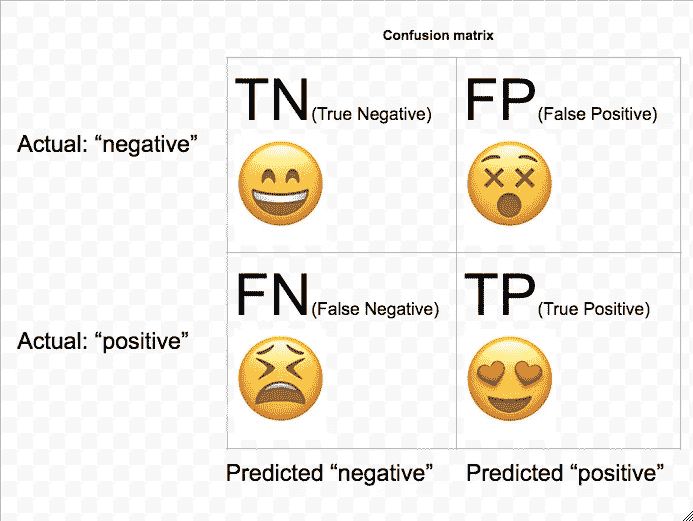 Confusion matrix
TN(True Negative)
FP(False Positive)
Actual: “negative”
FN(False Negative)
TP(True Positive)
Actual: “positive”
Predicted “negative”
Predicted “positive”